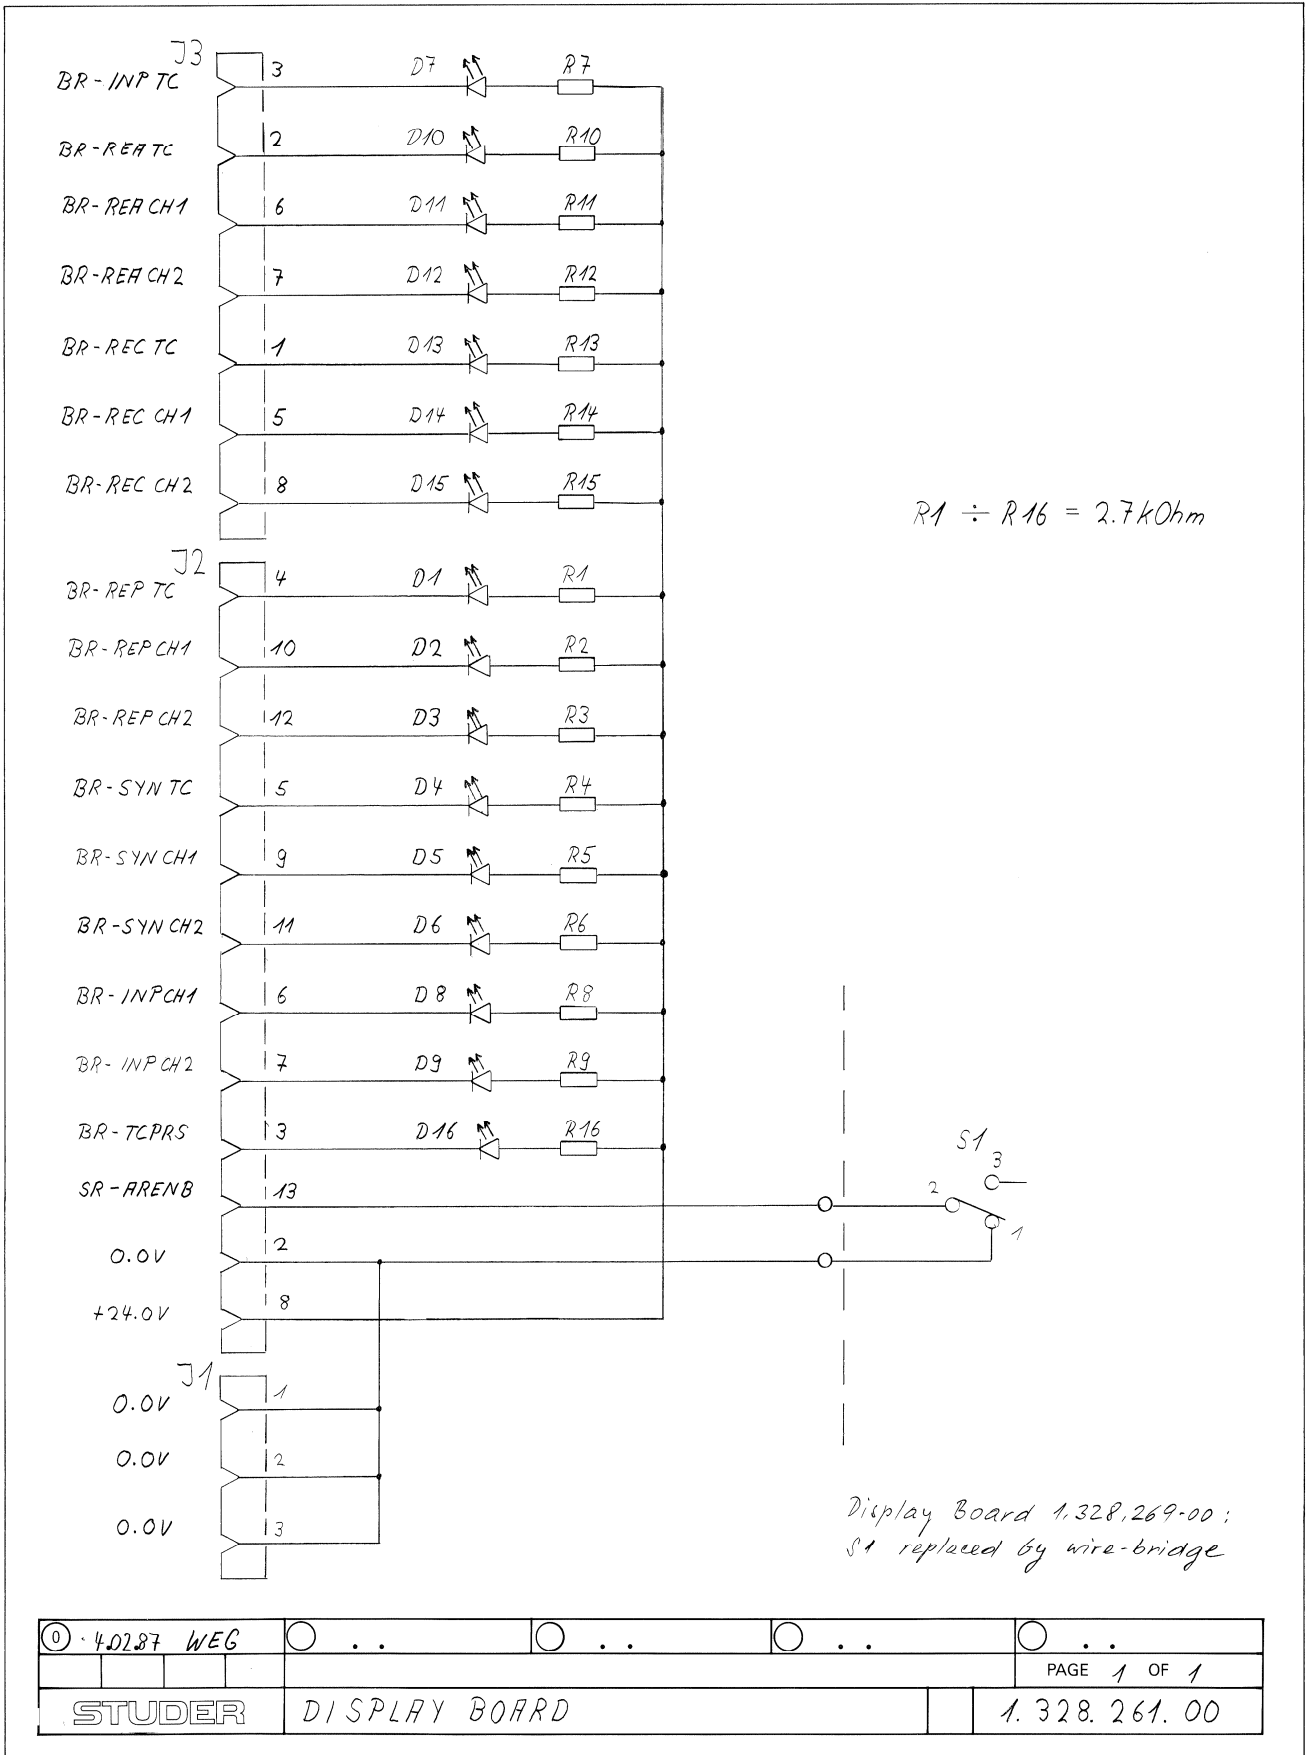 J3
BR-INP TC 3 D7 R7
BR-REA TC 2 D10 R10
BR-REA CH1 6 D11 R11
BR-REA CH2 7 D12 R12
BR-REC TC 1 D13 R13
BR-REC CH1 5 D14 R14
BR-REC CH2 8 D15 R15
R1 ÷ R16 = 2.7kOhm
J2
BR-REP TC 4 D1 R1
BR-REP CH1 10 D2 R2
BR-REP CH2 12 D3 R3
BR-SYN TC 5 D4 R4
BR-SYN CH1 9 D5 R5
BR-SYN CH2 11 D6 R6
BR-INP CH1 6 D8 R8
BR-INP CH2 7 D9 R9
BR-TCPRS 3 D16 R16
S1
3
SR-ARENB 13 2
1
0.0V 2
+24.0V 8
J1
0.0V 1
0.0V 2
0.0V 3
Display Board 1.328.269-00:
S1 replaced by wire-bridge
0 · 4.02.87 WEG . . . . . . . .
PAGE 1 OF 1
STUDER DISPLAY BOARD 1.328.261.00